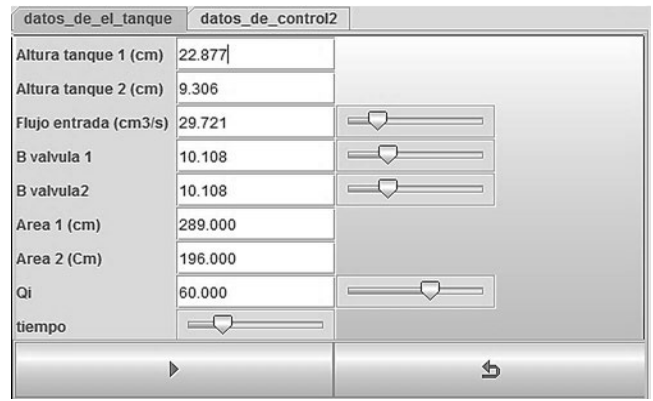 datos_de_el_tanque datos_de_control2
Altura tanque 1 (cm) 22.877
Altura tanque 2 (cm) 9.306
Flujo entrada (cm3/s) 29.721
B valvula 1 10.108
B valvula2 10.108
Area 1 (cm) 289.000
Area 2 (Cm) 196.000
Qi 60.000
tiempo